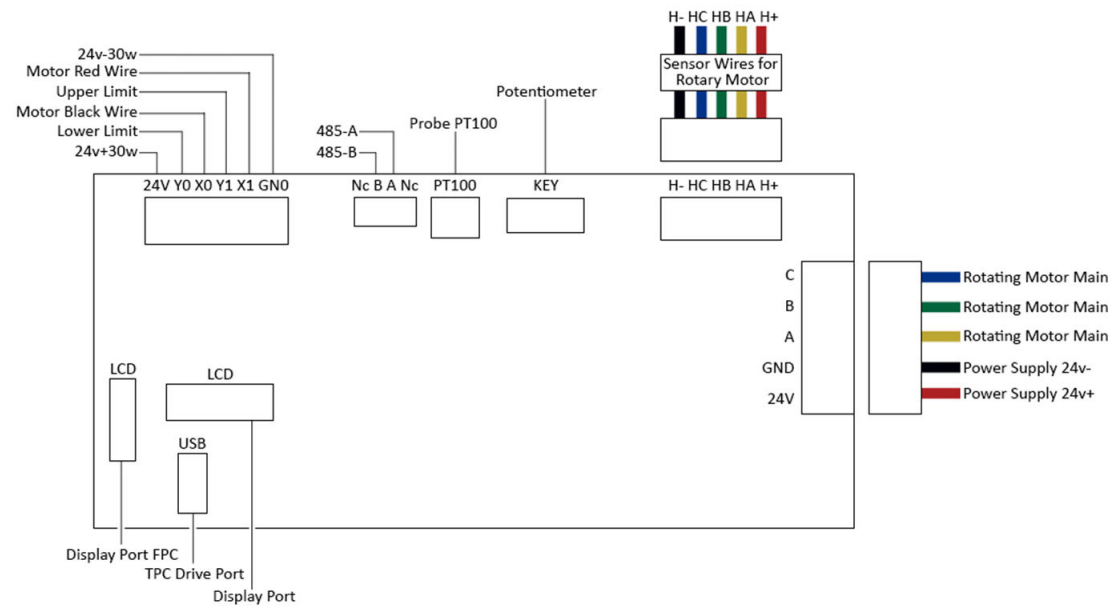 H- HC HB HA H+
Sensor Wires for
Rotary Motor
24v-30w
Motor Red Wire
Upper Limit
Motor Black Wire
Lower Limit
24v+30w
485-A
485-B
Probe PT100
Potentiometer
24V Y0 X0 Y1 X1 GN0
Nc B A Nc
PT100
KEY
H- HC HB HA H+
C
B
A
GND
24V
Rotating Motor Main
Rotating Motor Main
Rotating Motor Main
Power Supply 24v-
Power Supply 24v+
LCD
LCD
USB
Display Port FPC
TPC Drive Port
Display Port